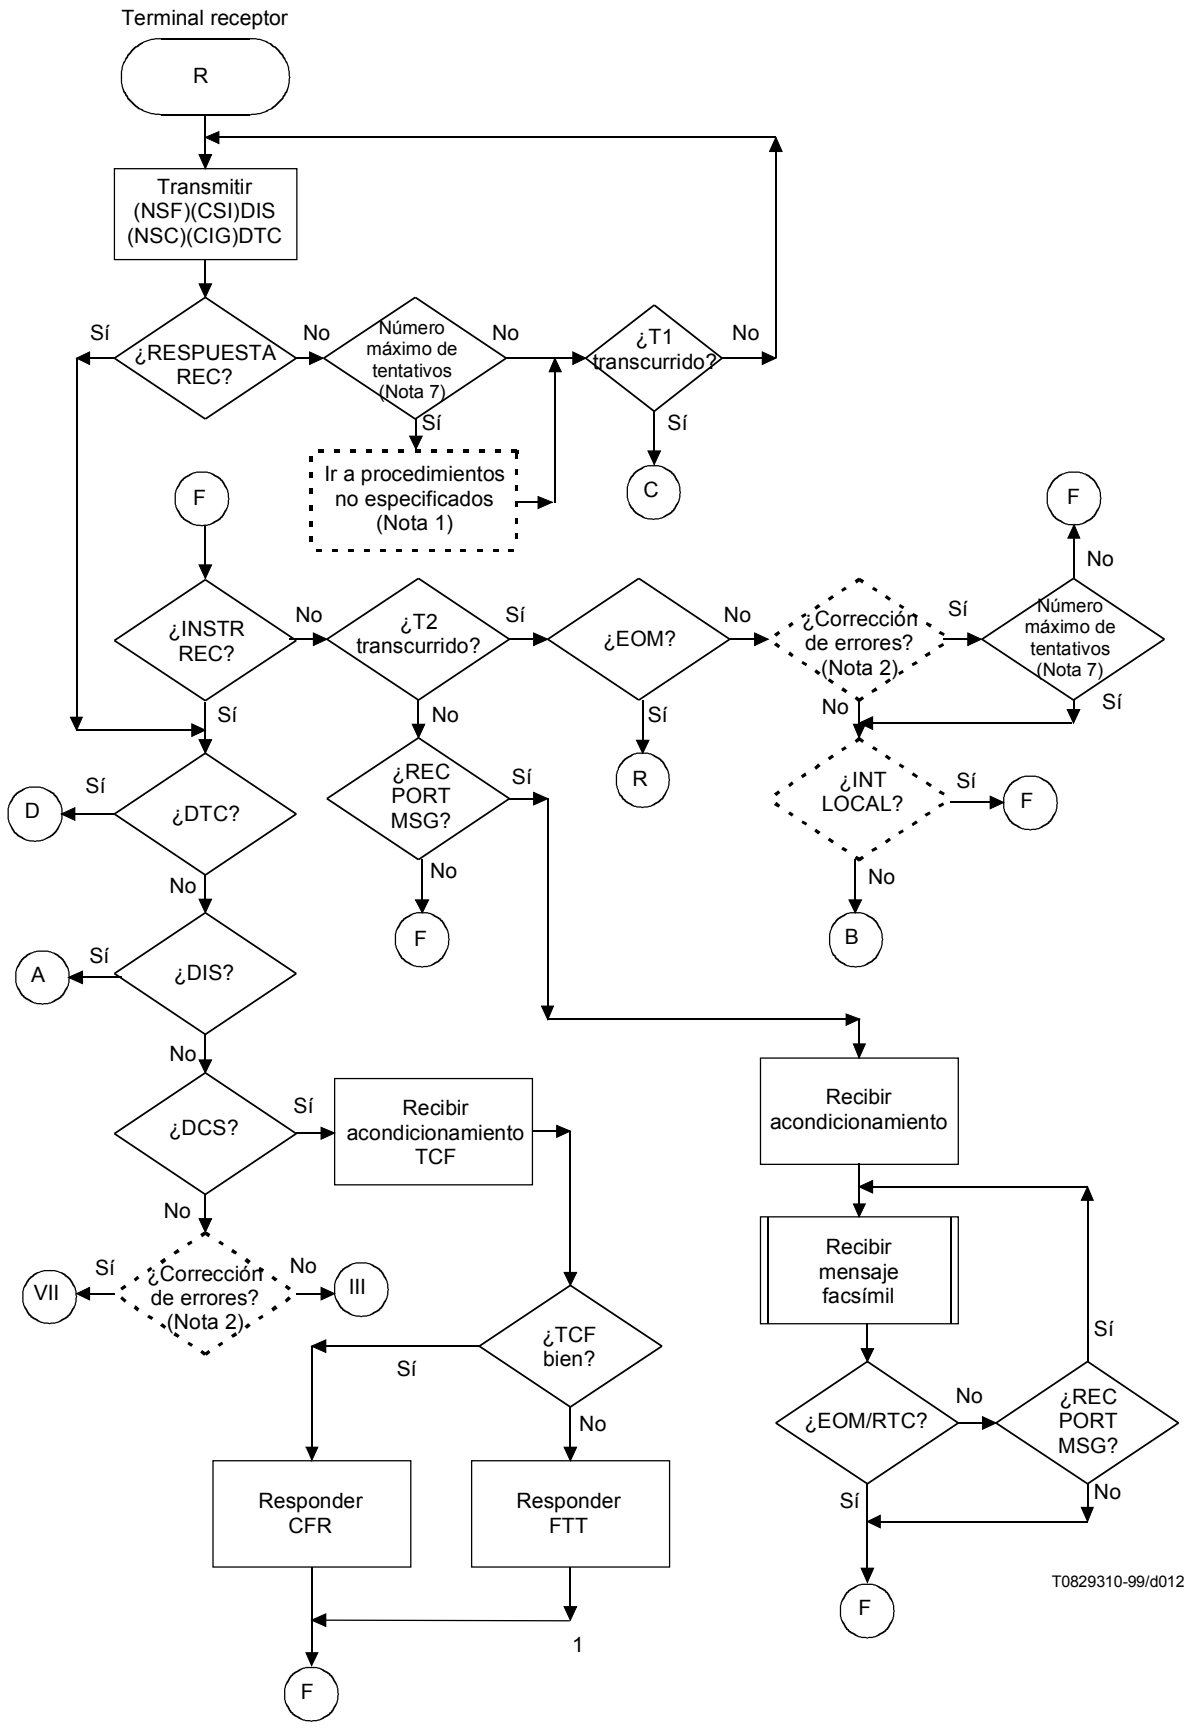 Terminal receptor
R
Transmitir
(NSF)(CSI)DIS
(NSC)(CIG)DTC
Sí
¿RESPUESTA
REC?
No
Número
máximo de
tentativos
(Nota 7)
No
¿T1
transcurrido?
No
Sí
Sí
Ir a procedimientos
no especificados
(Nota 1)
C
F
F
No
¿INSTR
REC?
No
¿T2
transcurrido?
Sí
¿EOM?
No
¿Corrección
de errores?
(Nota 2)
Sí
Número
máximo de
tentativos
(Nota 7)
Sí
No
Sí
No
Sí
D
Sí
¿DTC?
¿REC
PORT
MSG?
Sí
R
¿INT
LOCAL?
Sí
F
No
No
No
F
B
A
Sí
¿DIS?
No
¿DCS?
Sí
Recibir
acondicionamiento
TCF
Recibir
acondicionamiento
No
VII
Sí
¿Corrección
de errores?
(Nota 2)
No
III
Recibir
mensaje
facsímil
Sí
¿TCF
bien?
Sí
No
¿EOM/RTC?
No
¿REC
PORT
MSG?
Sí
No
Responder
CFR
Responder
FTT
T0829310-99/d012
F
1
F